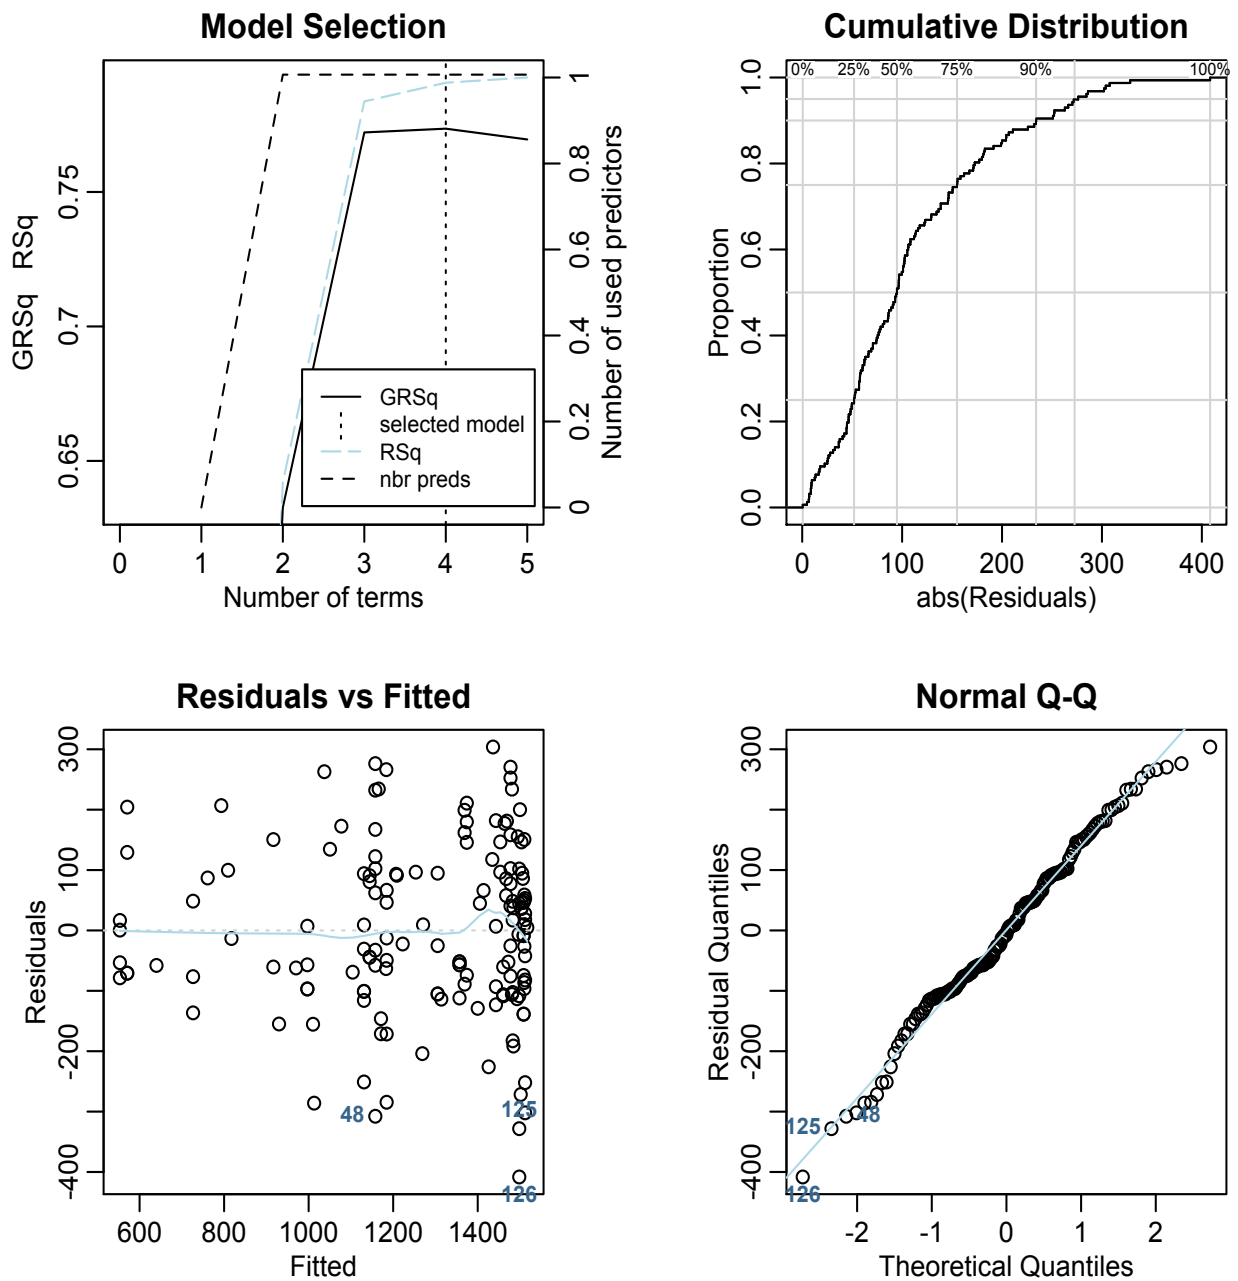 Model Selection
GRSq RSq
0.75
0.7
0.65
1
0.8
0.6
0.4
0.2
0
Number of used predictors
GRSq
selected model
RSq
nbr preds
0 1 2 3 4 5
Number of terms
Cumulative Distribution
0% 25% 50% 75% 90% 100%
Proportion
1.0
0.8
0.6
0.4
0.2
0.0
0 100 200 300 400
abs(Residuals)
Residuals vs Fitted
Residuals
300
100
0
-200
-400
48
125
126
600 800 1000 1200 1400
Fitted
Normal Q-Q
Residual Quantiles
300
100
0
-200
-400
125
48
126
-2 -1 0 1 2
Theoretical Quantiles